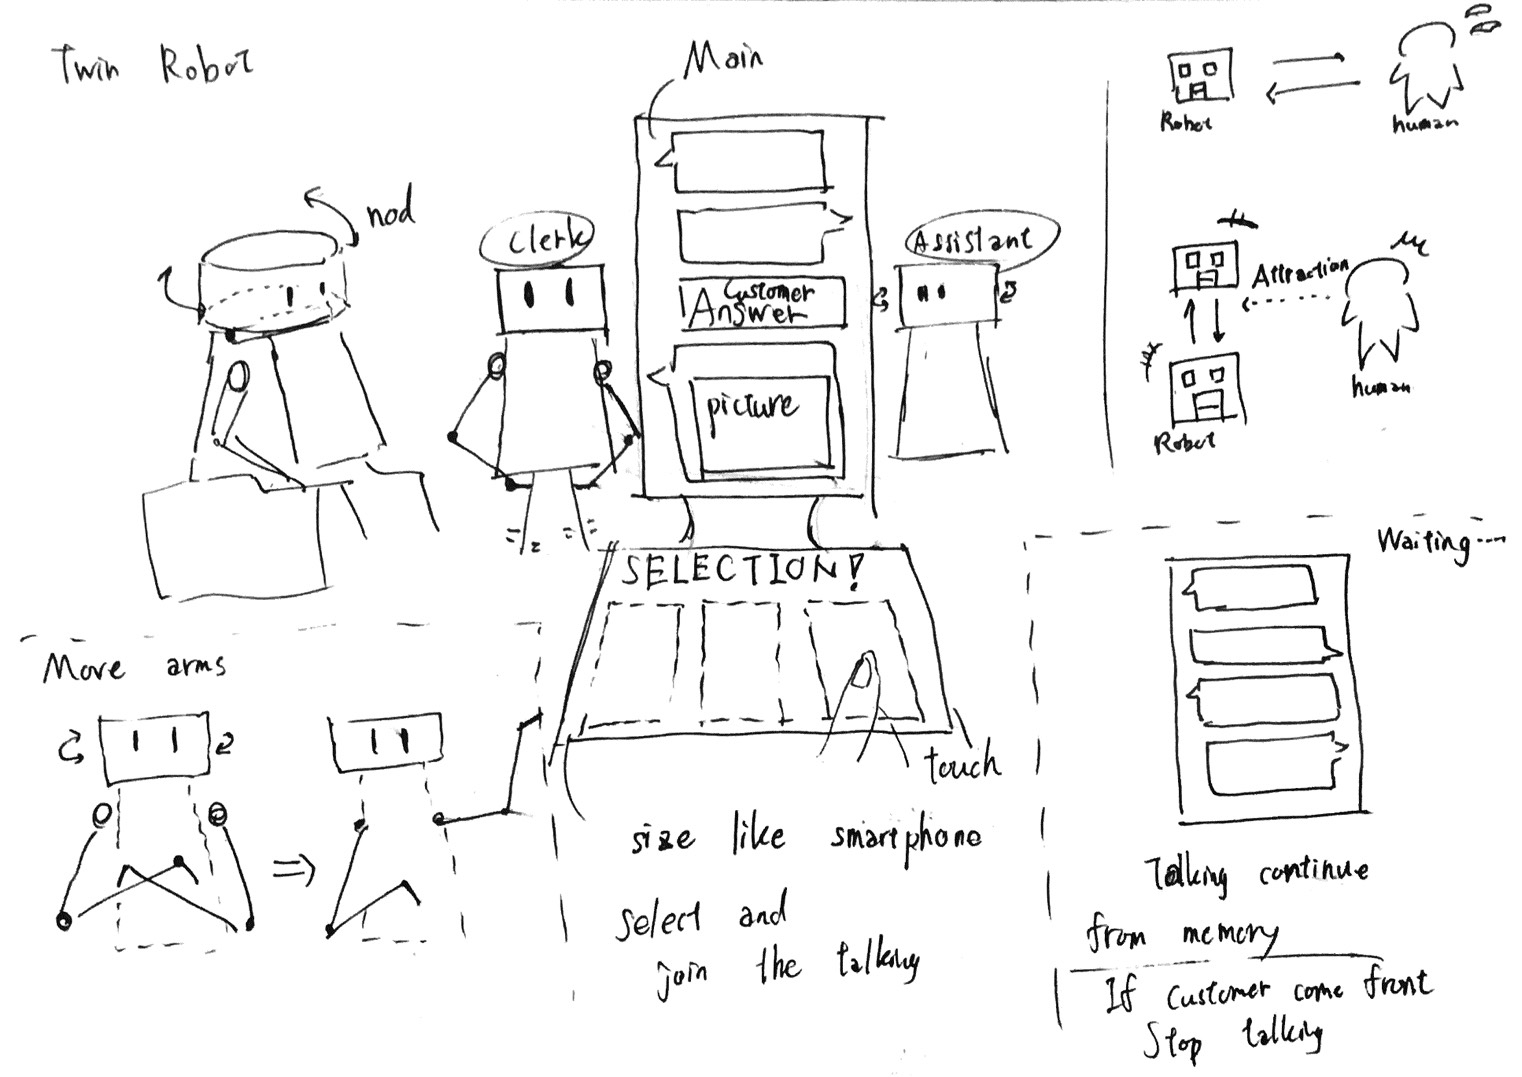 Twin Robot
Main
nod
Clerk
Assistant
Customer
Answer
picture
SELECTION!
touch
size like smartphone
select and
join the talking
Move arms
Robot
human
Attraction
human
Robot
Waiting...
Talking continue
from memory
If customer come front
Stop talking